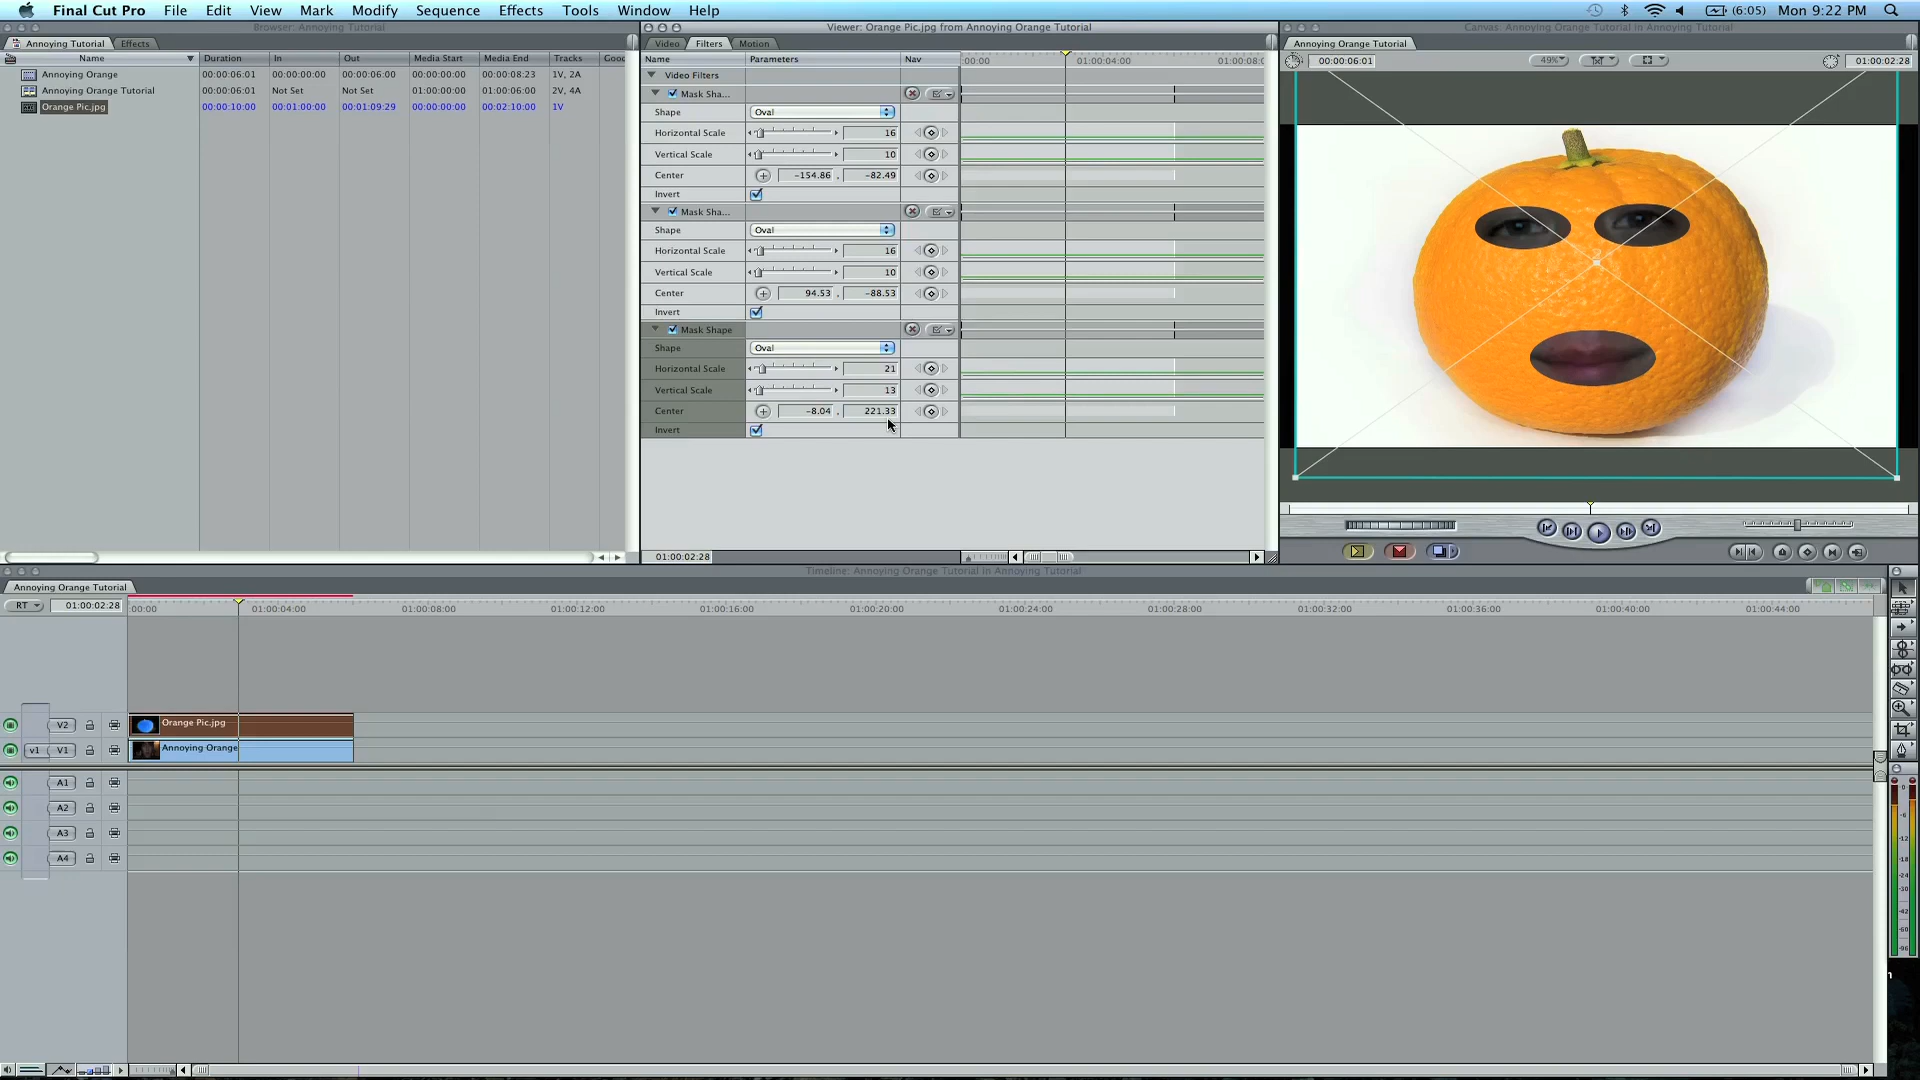 Final Cut Pro File Edit View Insert Mark Modify Sequence Effects Tools Window Help (6:05) Mon 9:22 PM
Browser: Annoying Tutorial
Annoying Tutorial Effects
Name Duration In Out Media Start Media End Tracks Good
Annoying Orange 00:00:06:01 00:00:00:00 00:00:06:00 00:00:00:00 00:00:08:23 1V, 2A
Annoying Orange Tutorial 00:00:06:01 Not Set Not Set 01:00:00:00 01:00:06:00 2V, 4A
Orange Pic.jpg 00:00:10:00 00:01:00:00 00:01:09:29 00:00:00:00 00:02:10:00 1V
Viewer: Orange Pic.jpg from Annoying Orange Tutorial
Video Filters Motion
Name Parameters Nav :00:00 01:00:04:00 01:00:08:0
Video Filters
Mask Sha...
Shape Oval
Horizontal Scale 16
Vertical Scale 10
Center -154.86 , -82.49
Invert
Mask Sha...
Shape Oval
Horizontal Scale 16
Vertical Scale 10
Center 94.53 , -88.53
Invert
Mask Shape
Shape Oval
Horizontal Scale 21
Vertical Scale 13
Center -8.04 , 221.33
Invert
01:00:02:28
Canvas: Annoying Orange Tutorial in Annoying Tutorial
Annoying Orange Tutorial
00:00:06:01 49% 01:00:02:28
Timeline: Annoying Orange Tutorial in Annoying Tutorial
Annoying Orange Tutorial
RT 01:00:02:28 :00:00 01:00:04:00 01:00:08:00 01:00:12:00 01:00:16:00 01:00:20:00 01:00:24:00 01:00:28:00 01:00:32:00 01:00:36:00 01:00:40:00 01:00:44:00
V2 Orange Pic.jpg
v1 V1 Annoying Orange
A1
A2
A3
A4